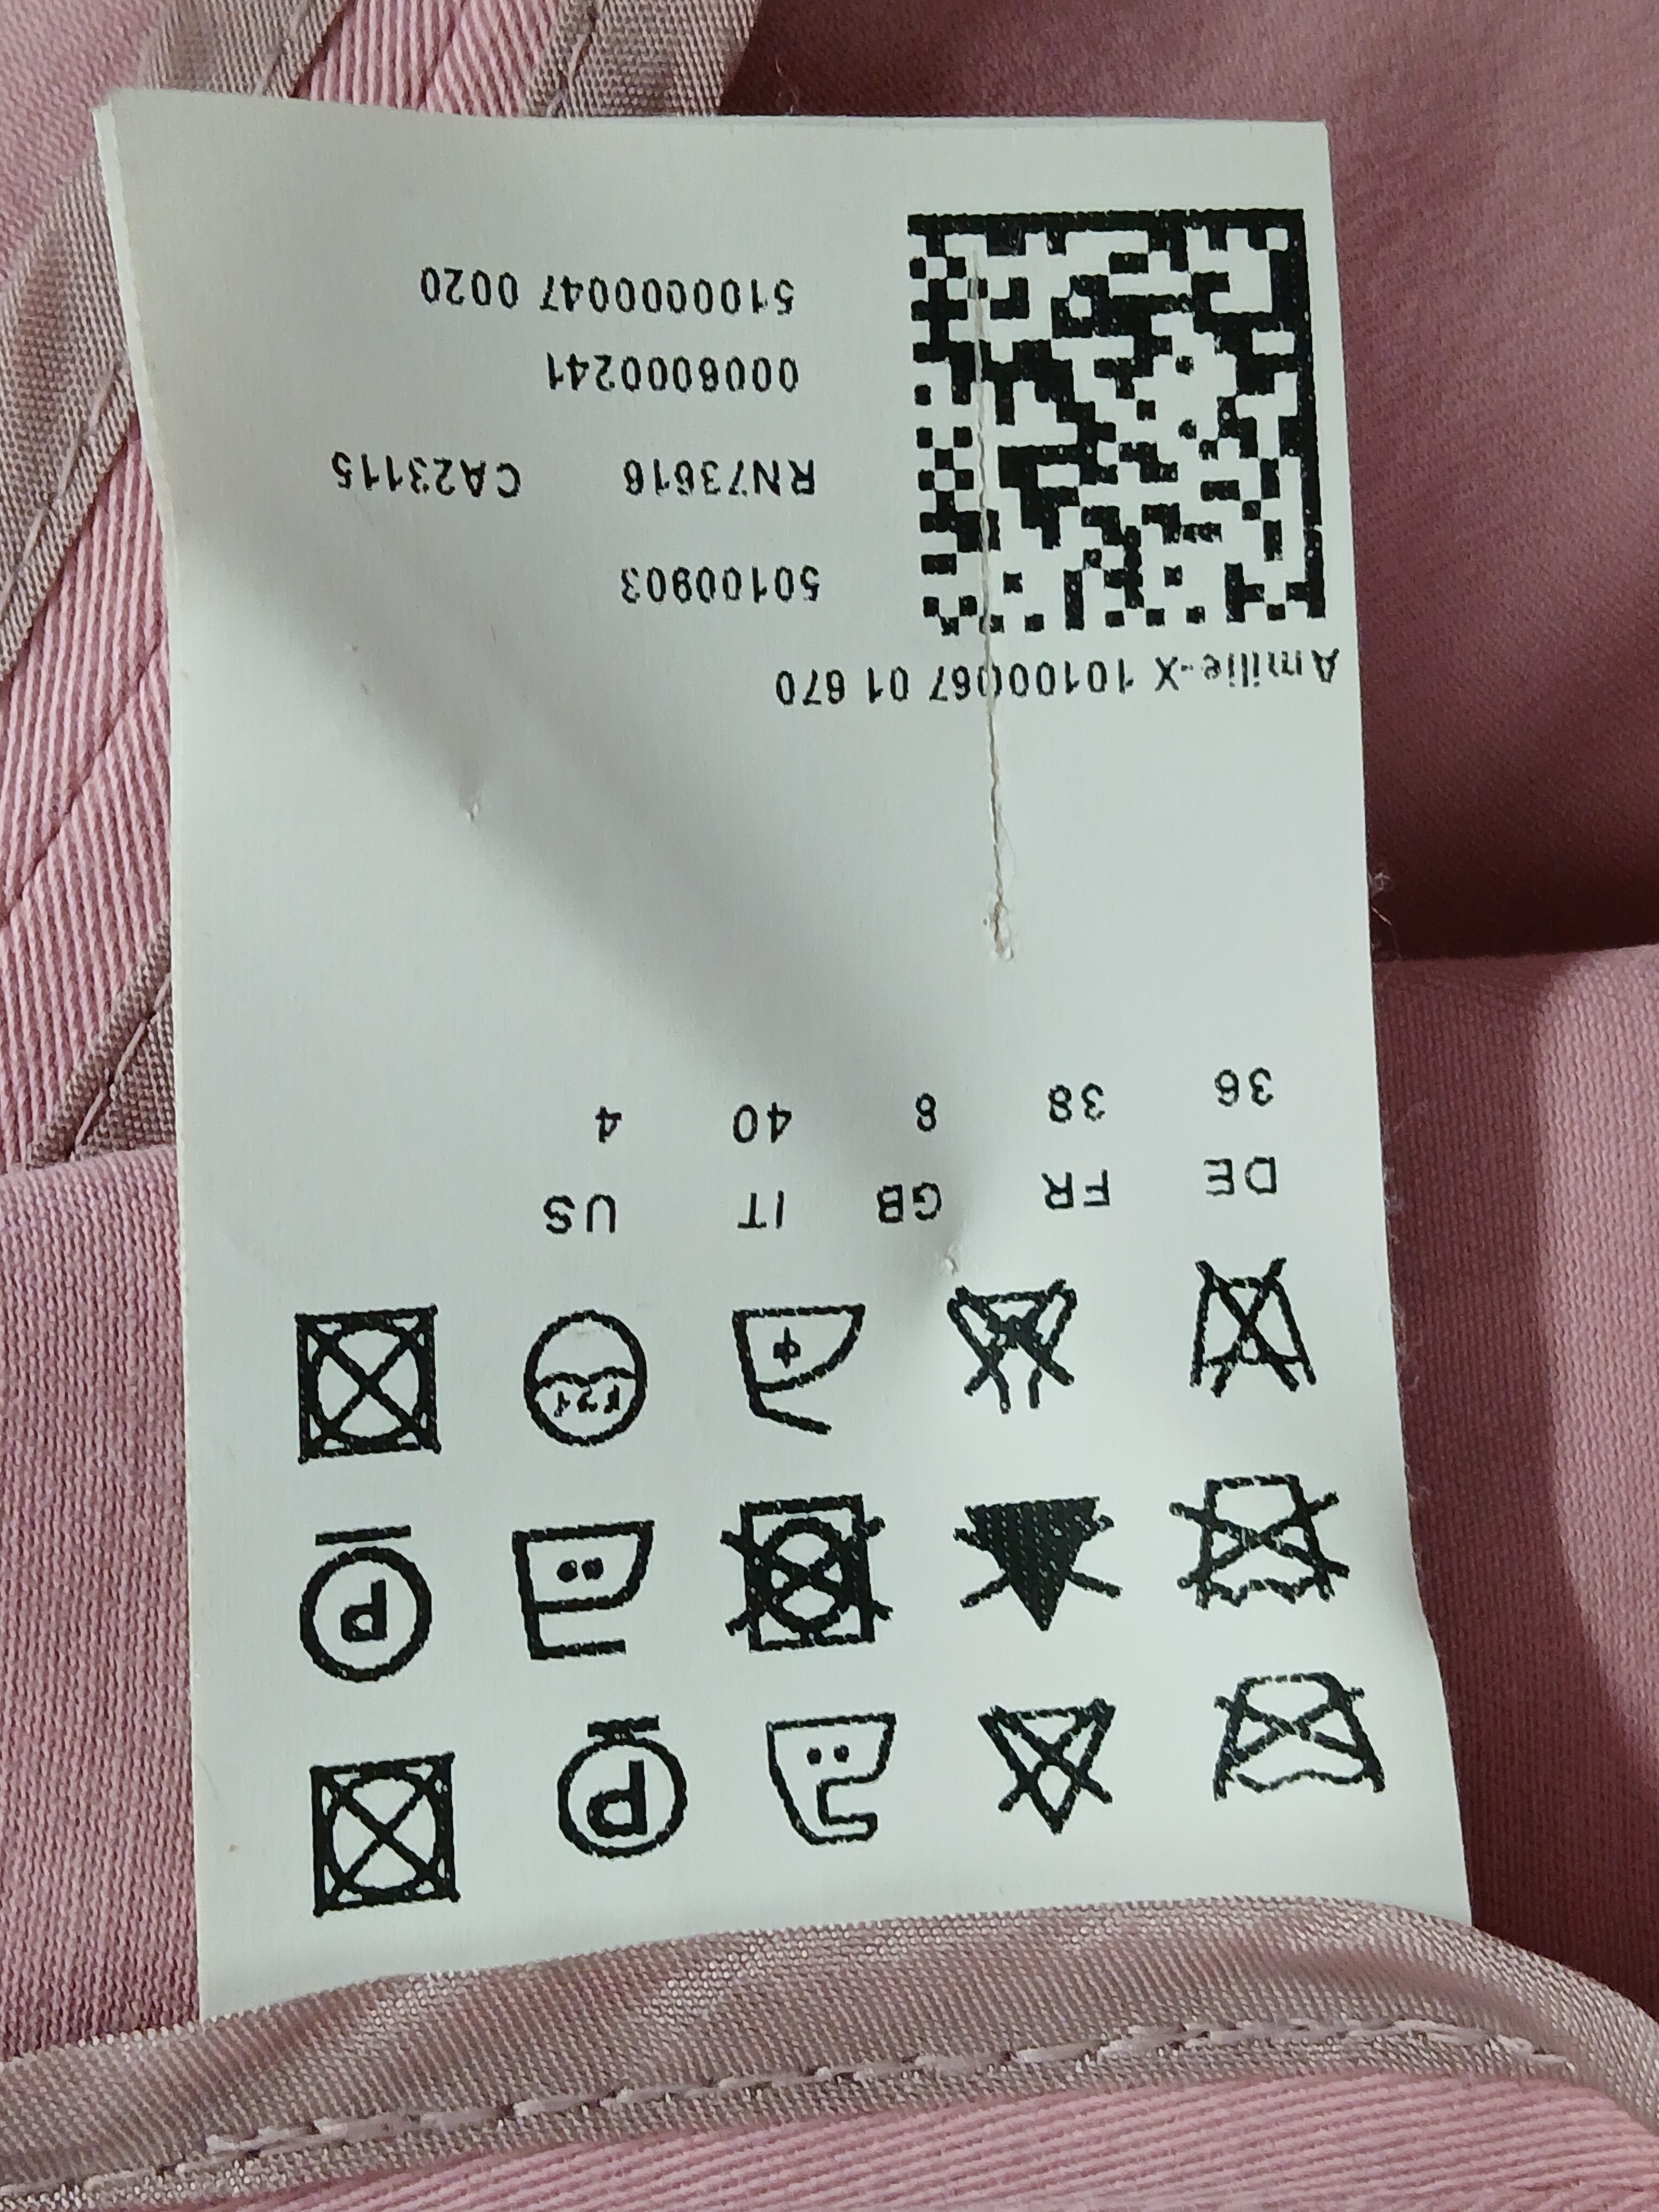 P
P
DE FR GB IT US
36 38 8 40 4
Amilie-X 10100067 01 670
50100903
RN73616 CA23115
0006000241
5100000047 0020